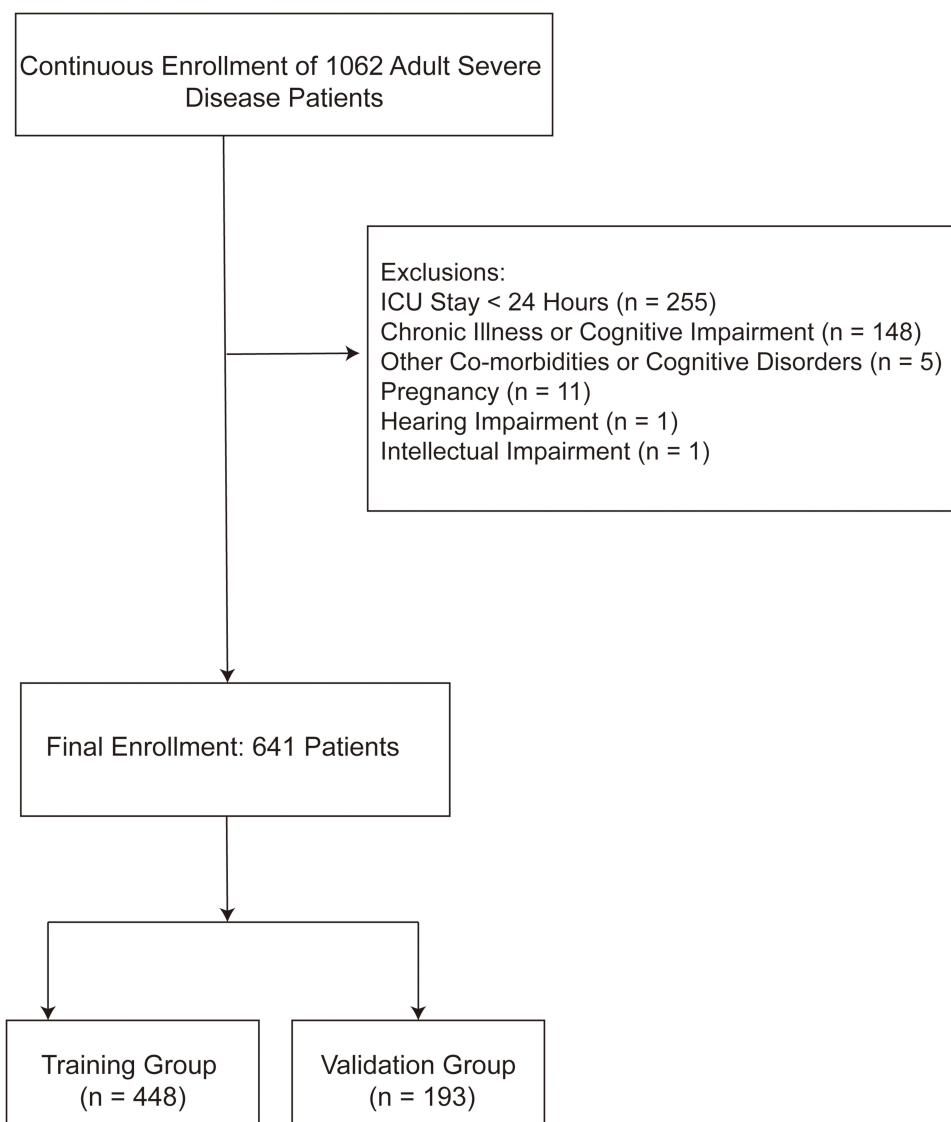 Continuous Enrollment of 1062 Adult Severe
Disease Patients
Exclusions:
ICU Stay < 24 Hours (n = 255)
Chronic Illness or Cognitive Impairment (n = 148)
Other Co-morbidities or Cognitive Disorders (n = 5)
Pregnancy (n = 11)
Hearing Impairment (n = 1)
Intellectual Impairment (n = 1)
Final Enrollment: 641 Patients
Training Group
(n = 448)
Validation Group
(n = 193)